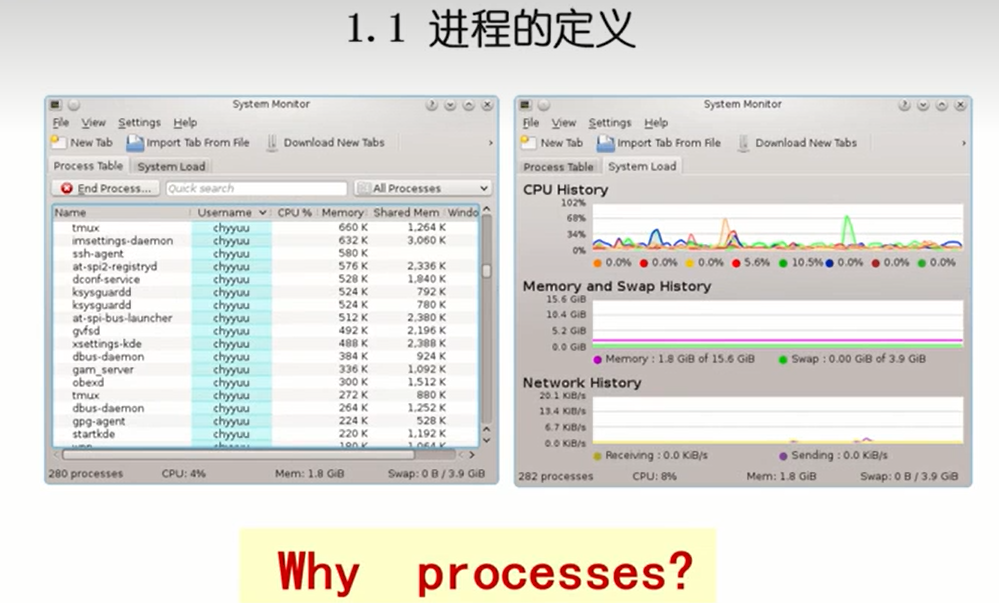 1.1 进程的定义
System Monitor
File View Settings Help
New Tab Import Tab From File Download New Tabs
Process Table System Load
End Process... Quick search All Processes
Name Username CPU % Memory Shared Mem Windo
tmux chyyuu 660 K 1,264 K
imsettings-daemon chyyuu 632 K 3,060 K
ssh-agent chyyuu 580 K
at-spi2-registryd chyyuu 576 K 2,336 K
dconf-service chyyuu 528 K 1,840 K
ksysguardd chyyuu 524 K 792 K
ksysguardd chyyuu 524 K 780 K
at-spi-bus-launcher chyyuu 512 K 2,380 K
gvfsd chyyuu 492 K 2,196 K
xsettings-kde chyyuu 488 K 2,388 K
dbus-daemon chyyuu 384 K 924 K
gam_server chyyuu 336 K 1,092 K
obexd chyyuu 300 K 1,512 K
tmux chyyuu 272 K 880 K
dbus-daemon chyyuu 264 K 1,252 K
gpg-agent chyyuu 224 K 528 K
startkde chyyuu 220 K 1,192 K
280 processes CPU: 4% Mem: 1.8 GiB Swap: 0 B / 3.9 GiB
System Monitor
File View Settings Help
New Tab Import Tab From File Download New Tabs
Process Table System Load
CPU History
102%
68%
34%
0%
0.0% 0.0% 0.0% 5.6% 10.5% 0.0% 0.0% 0.0%
Memory and Swap History
15.6 GiB
10.4 GiB
5.2 GiB
0.0 GiB
Memory : 1.8 GiB of 15.6 GiB Swap : 0.00 GiB of 3.9 GiB
Network History
20.1 KiB/s
13.4 KiB/s
6.7 KiB/s
0.0 KiB/s
Receiving : 0.0 KiB/s Sending : 0.0 KiB/s
282 processes CPU: 8% Mem: 1.8 GiB Swap: 0 B / 3.9 GiB
Why processes?